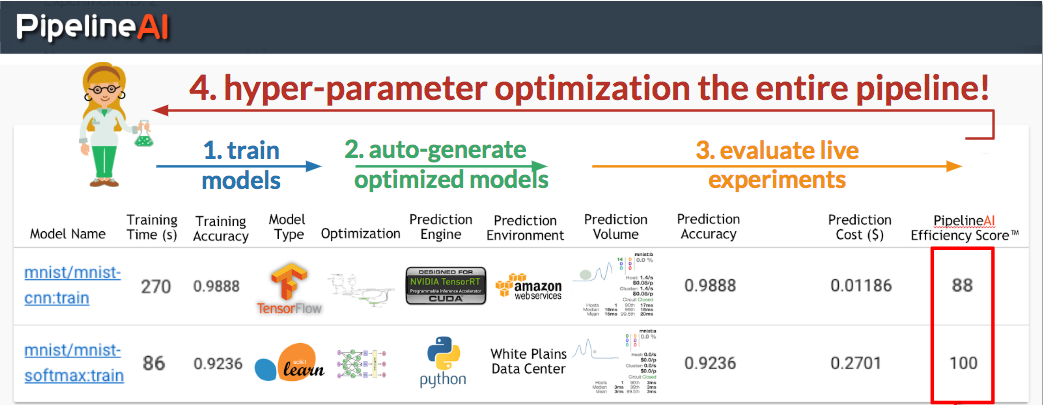 PipelineAI
4. hyper-parameter optimization the entire pipeline!
1. train
models
2. auto-generate
optimized models
3. evaluate live
experiments
Model Name
Training
Time (s)
Training
Accuracy
Model
Type
Optimization
Prediction
Engine
Prediction
Environment
Prediction
Volume
Prediction
Accuracy
Prediction
Cost ($)
PipelineAI
Efficiency Score™
mnist/mnist-
cnn:train
270
0.9888
TensorFlow
DESIGNED FOR
NVIDIA TensorRT
Programmable Inference Accelerator
CUDA
amazon
web services
0.9888
0.01186
88
mnist/mnist-
softmax:train
86
0.9236
learn
python
White Plains
Data Center
0.9236
0.2701
100